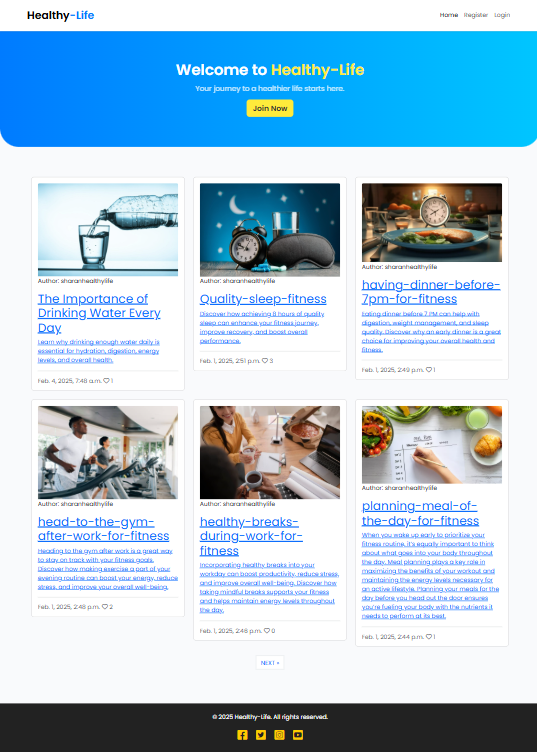 Healthy-Life
Home Register Login
Welcome to Healthy-Life
Your journey to a healthier life starts here.
Join Now
Author: sharanhealthylife
The Importance of
Drinking Water Every
Day
Learn why drinking enough water daily is
essential for hydration, digestion, energy
levels, and overall health.
Feb. 4, 2025, 7:48 a.m. 1
Author: sharanhealthylife
Quality-sleep-fitness
Discover how achieving 8 hours of quality
sleep can enhance your fitness journey,
improve recovery, and boost overall
performance.
Feb. 1, 2025, 2:51 p.m. 3
Author: sharanhealthylife
having-dinner-before-
7pm-for-fitness
Eating dinner before 7 PM can help with
digestion, weight management, and sleep
quality. Discover why an early dinner is a great
choice for improving your overall health and
fitness.
Feb. 1, 2025, 2:49 p.m. 1
Author: sharanhealthylife
head-to-the-gym-
after-work-for-fitness
Heading to the gym after work is a great way
to stay on track with your fitness goals.
Discover how making exercise a part of your
evening routine can boost your energy, reduce
stress, and improve your overall well-being.
Feb. 1, 2025, 2:48 p.m. 2
Author: sharanhealthylife
healthy-breaks-
during-work-for-
fitness
Incorporating healthy breaks into your
workday can boost productivity, reduce stress,
and improve overall well-being. Discover how
taking mindful breaks supports your fitness
and helps maintain energy levels throughout
the day.
Feb. 1, 2025, 2:46 p.m. 0
Author: sharanhealthylife
planning-meal-of-
the-day-for-fitness
When you wake up early to prioritize your
fitness routine, it's equally important to think
about what goes into your body throughout
the day. Meal planning plays a key role in
maximizing the benefits of your workout and
maintaining the energy levels necessary for
an active lifestyle. Planning your meals for the
day before you head out the door ensures
you're fueling your body with the nutrients it
needs to perform at its best.
Feb. 1, 2025, 2:44 p.m. 1
NEXT »
© 2025 Healthy-Life. All rights reserved.